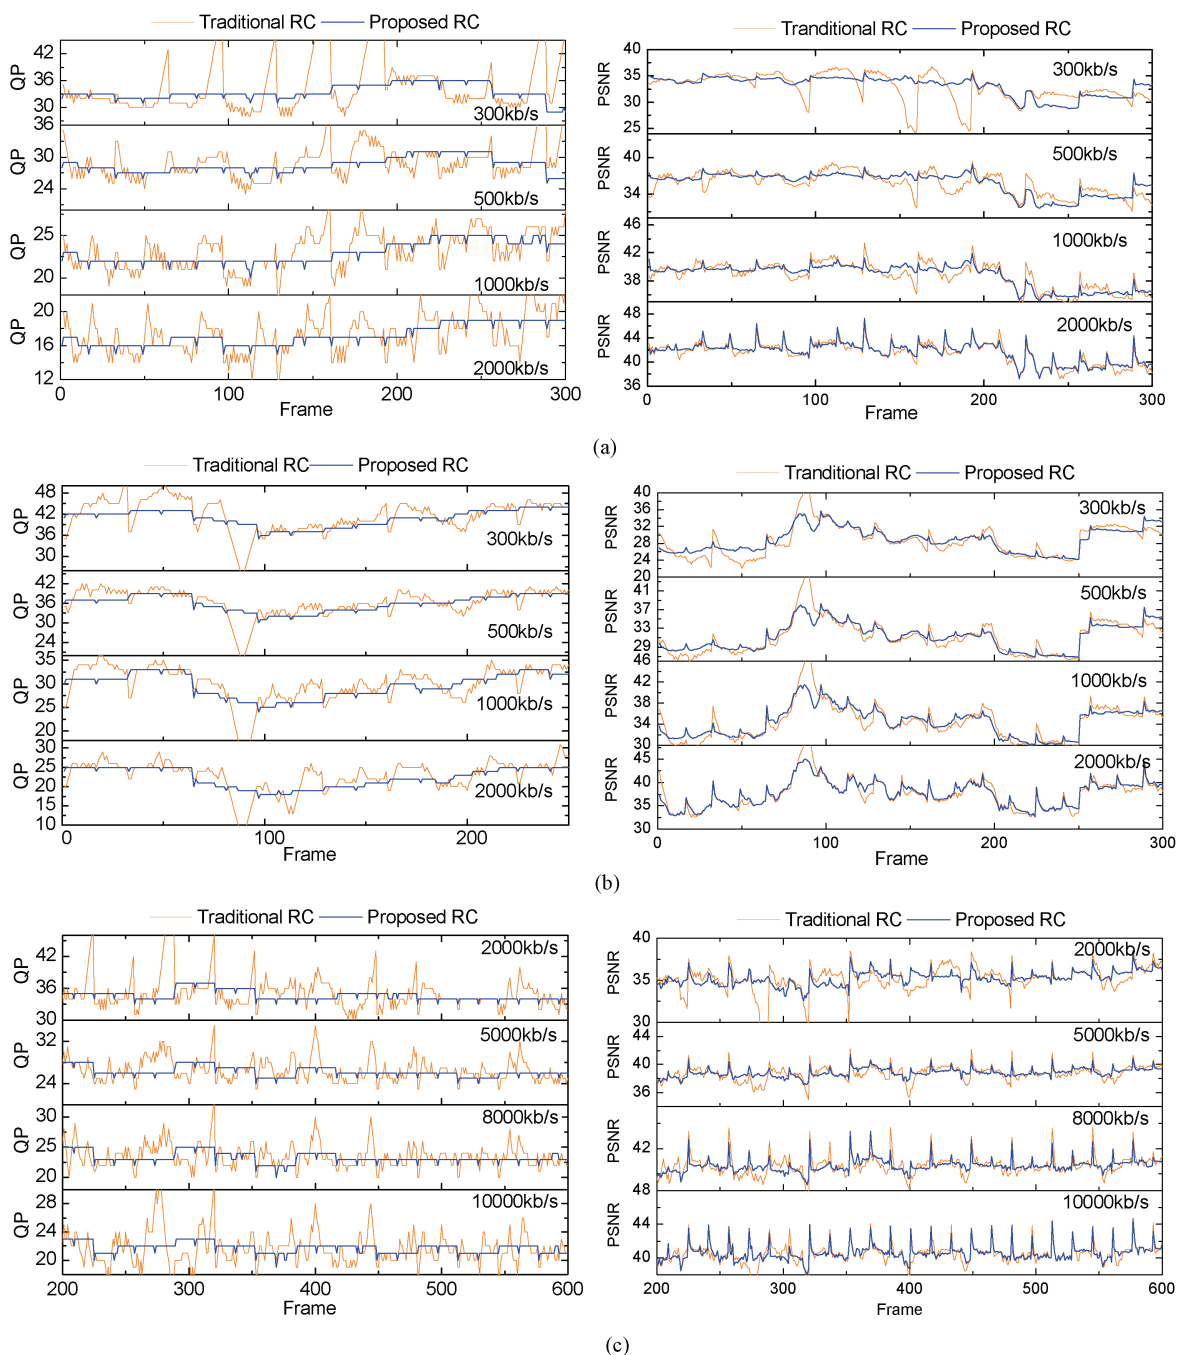 Traditional RC Proposed RC
QP
42
36
30
300kb/s
36
QP
30
24
500kb/s
QP
25
20
1000kb/s
QP
20
16
12
2000kb/s
0 100 200 300
Frame
Tranditional RC Proposed RC
PSNR
40
35
30
25
300kb/s
PSNR
40
34
500kb/s
46
PSNR
42
38
1000kb/s
PSNR
48
44
40
36
2000kb/s
0 100 200 300
Frame
(a)
Traditional RC Proposed RC
QP
48
42
36
30
300kb/s
QP
42
36
30
21
500kb/s
QP
35
30
25
20
1000kb/s
QP
30
25
20
15
10
2000kb/s
0 100 200
Frame
Tranditional RC Proposed RC
PSNR
40
36
32
28
24
300kb/s
20
PSNR
41
37
33
29
500kb/s
46
PSNR
42
38
34
30
1000kb/s
PSNR
45
40
35
30
2000kb/s
0 100 200 300
Frame
(b)
Traditional RC Proposed RC
QP
42
36
30
2000kb/s
QP
32
28
24
5000kb/s
QP
30
25
20
8000kb/s
QP
28
24
21
10000kb/s
200 300 400 500 600
Frame
Tranditional RC Proposed RC
PSNR
40
35
30
2000kb/s
PSNR
44
40
36
5000kb/s
PSNR
42
48
8000kb/s
PSNR
44
40
10000kb/s
200 300 400 500 600
Frame
(c)